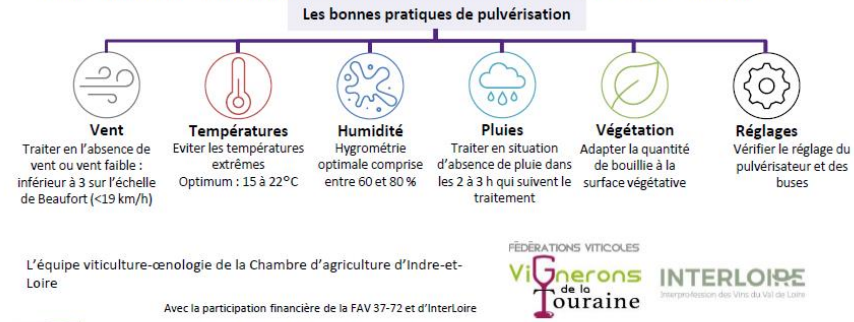 Les bonnes pratiques de pulvérisation
Vent
Traiter en l'absence de
vent ou vent faible :
inférieur à 3 sur l'échelle
de Beaufort (<19 km/h)
Températures
Eviter les températures
extrêmes
Optimum : 15 à 22°C
Humidité
Hygrométrie
optimale comprise
entre 60 et 80 %
Pluies
Traiter en situation
d'absence de pluie dans
les 2 à 3 h qui suivent le
traitement
Végétation
Adapter la quantité
de bouillie à la
surface végétative
Réglages
Vérifier le réglage du
pulvérisateur et des
buses
L'équipe viticulture-œnologie de la Chambre d'agriculture d'Indre-et-
Loire
Avec la participation financière de la FAV 37-72 et d'InterLoire
FÉDÉRATIONS VITICOLES
ViGnerons
de la
Touraine
INTERLOIRE
Interprofession des Vins du Val de Loire